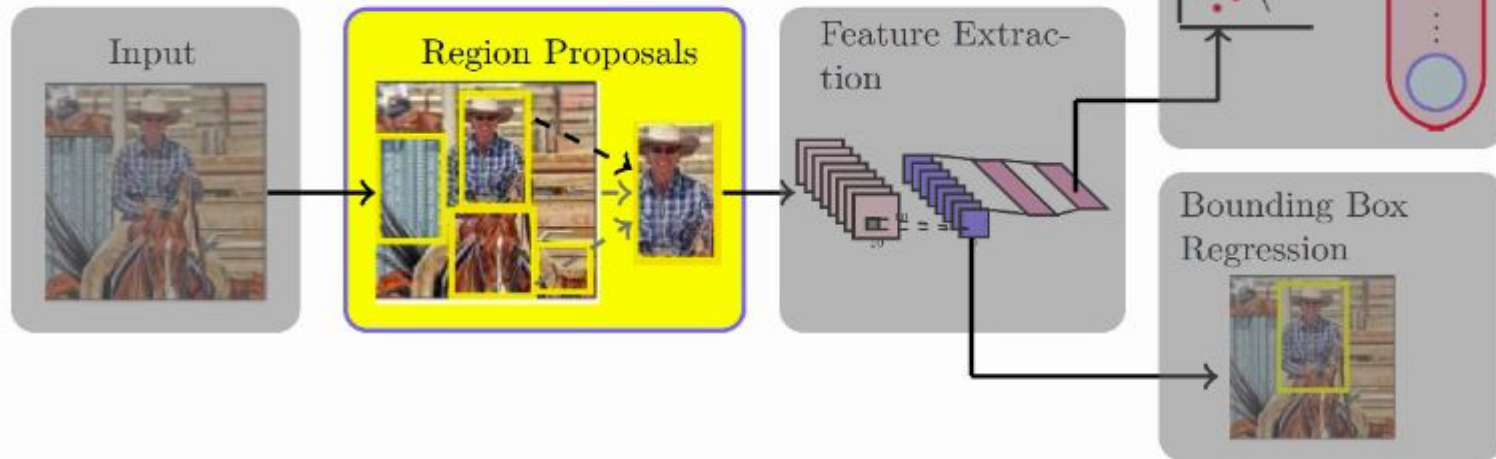 Input
Region Proposals
Feature Extrac-
tion
Bounding Box
Regression